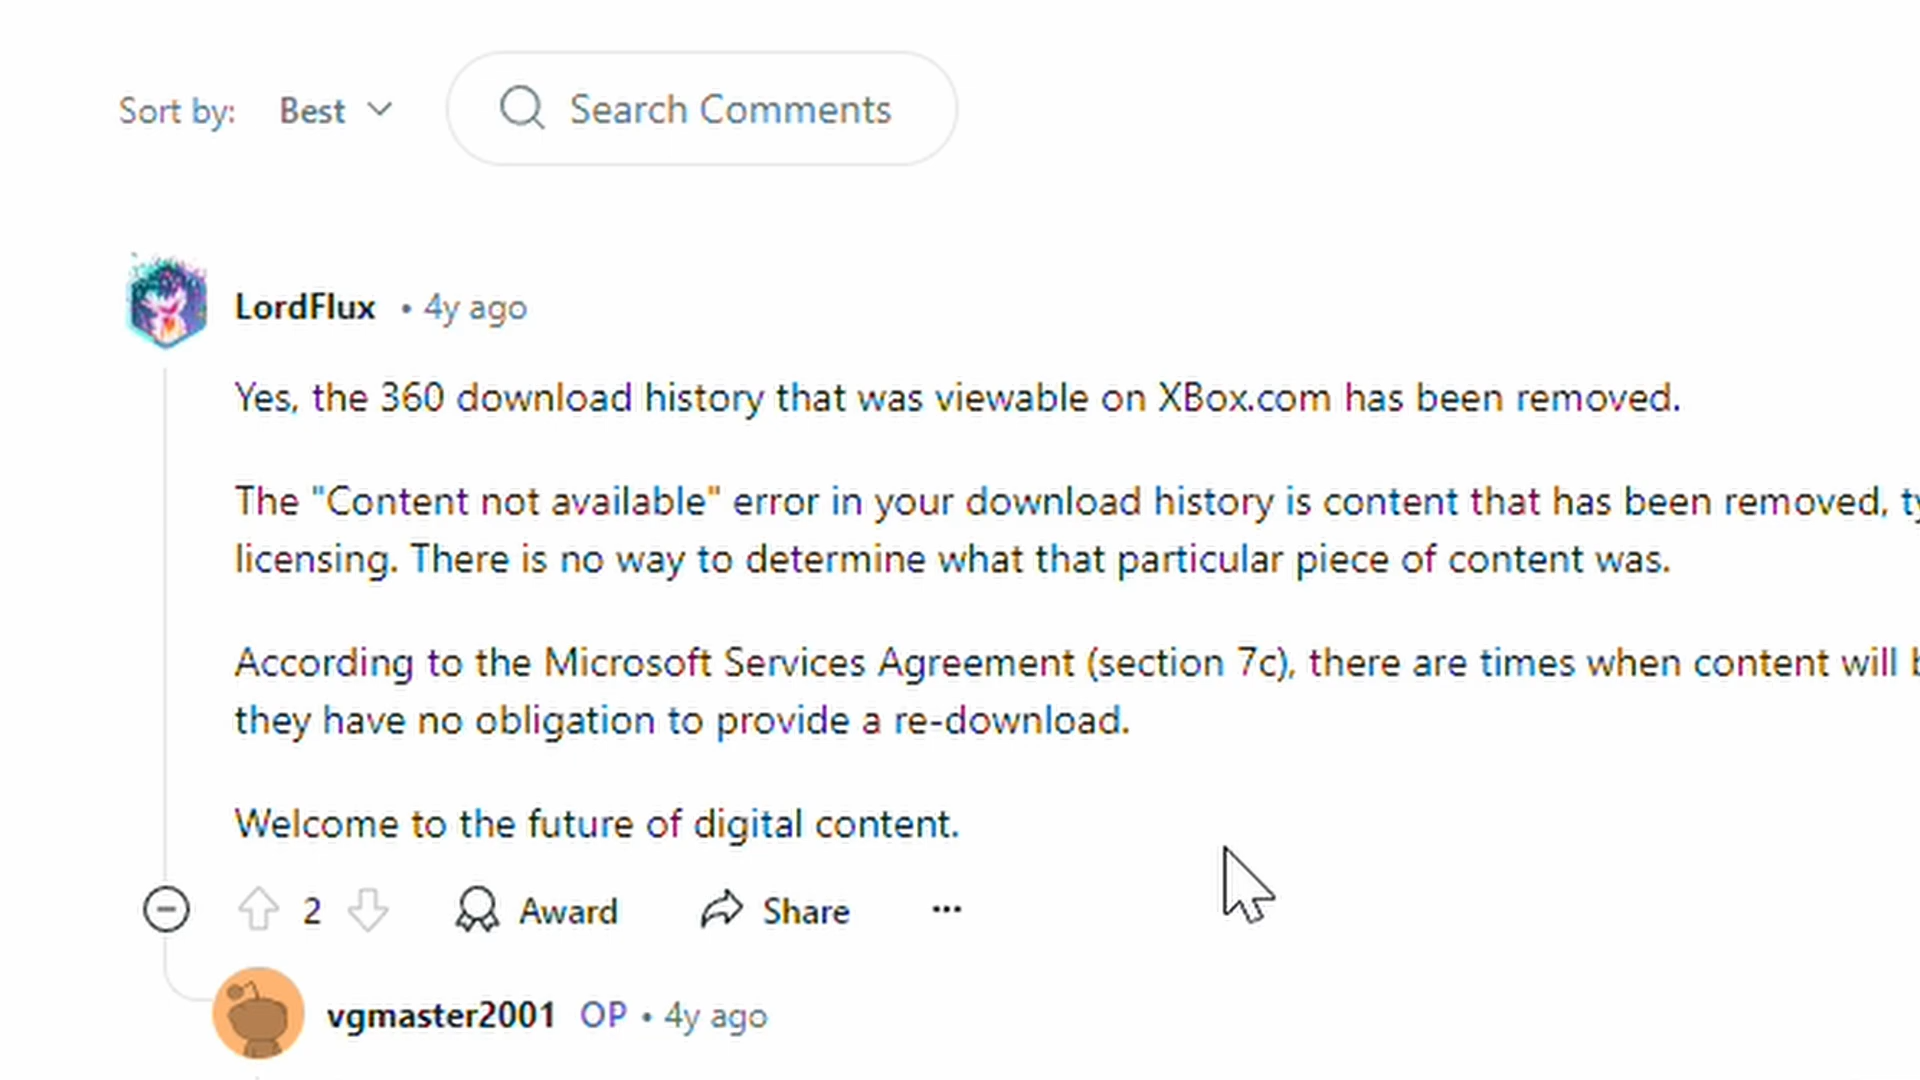 Sort by: Best Search Comments
LordFlux • 4y ago
Yes, the 360 download history that was viewable on XBox.com has been removed.
The "Content not available" error in your download history is content that has been removed,
licensing. There is no way to determine what that particular piece of content was.
According to the Microsoft Services Agreement (section 7c), there are times when content will
they have no obligation to provide a re-download.
Welcome to the future of digital content.
2 Award Share ...
vgmaster2001 OP • 4y ago